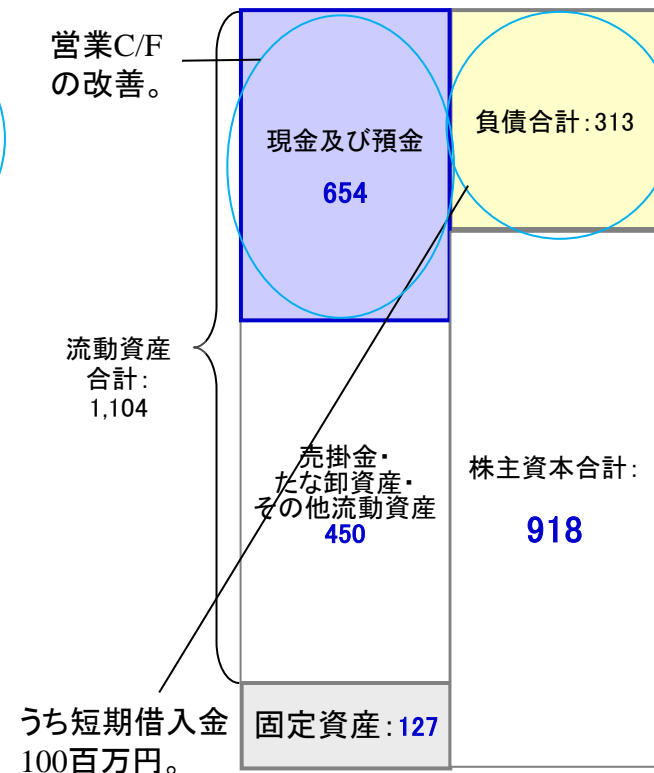 営業C/F
の改善。
現金及び預金
654
負債合計:313
流動資産
合計:
1,104
売掛金・
たな卸資産・
その他流動資産
450
株主資本合計:
918
うち短期借入金
100百万円。
固定資産:127